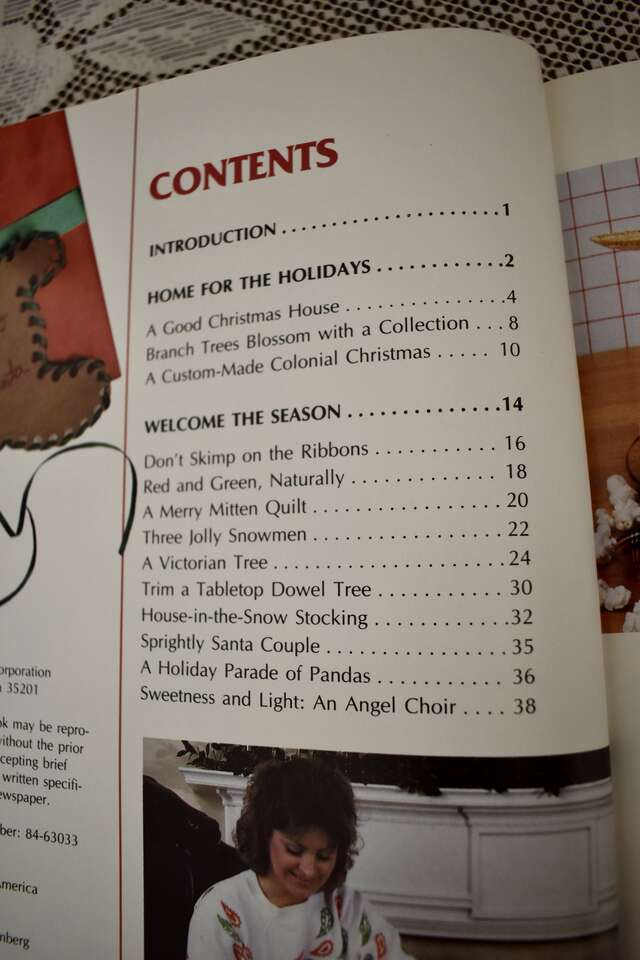 CONTENTS
INTRODUCTION . . . . . . . . . . . . . . . . . . . . . 1
HOME FOR THE HOLIDAYS . . . . . . . . . . . . 2
A Good Christmas House . . . . . . . . . . . . . . . 4
Branch Trees Blossom with a Collection . . . 8
A Custom-Made Colonial Christmas . . . . . 10
WELCOME THE SEASON . . . . . . . . . . . . . . 14
Don't Skimp on the Ribbons . . . . . . . . . . . 16
Red and Green, Naturally . . . . . . . . . . . . . 18
A Merry Mitten Quilt . . . . . . . . . . . . . . . . . 20
Three Jolly Snowmen . . . . . . . . . . . . . . . . . 22
A Victorian Tree . . . . . . . . . . . . . . . . . . . . . 24
Trim a Tabletop Dowel Tree . . . . . . . . . . . 30
House-in-the-Snow Stocking . . . . . . . . . . . . 32
Sprightly Santa Couple . . . . . . . . . . . . . . . . 35
A Holiday Parade of Pandas . . . . . . . . . . . 36
Sweetness and Light: An Angel Choir . . . . 38
orporation
35201
ok may be repro-
ithout the prior
cepting brief
written specifi-
ewspaper.
ber: 84-63033
merica
nberg